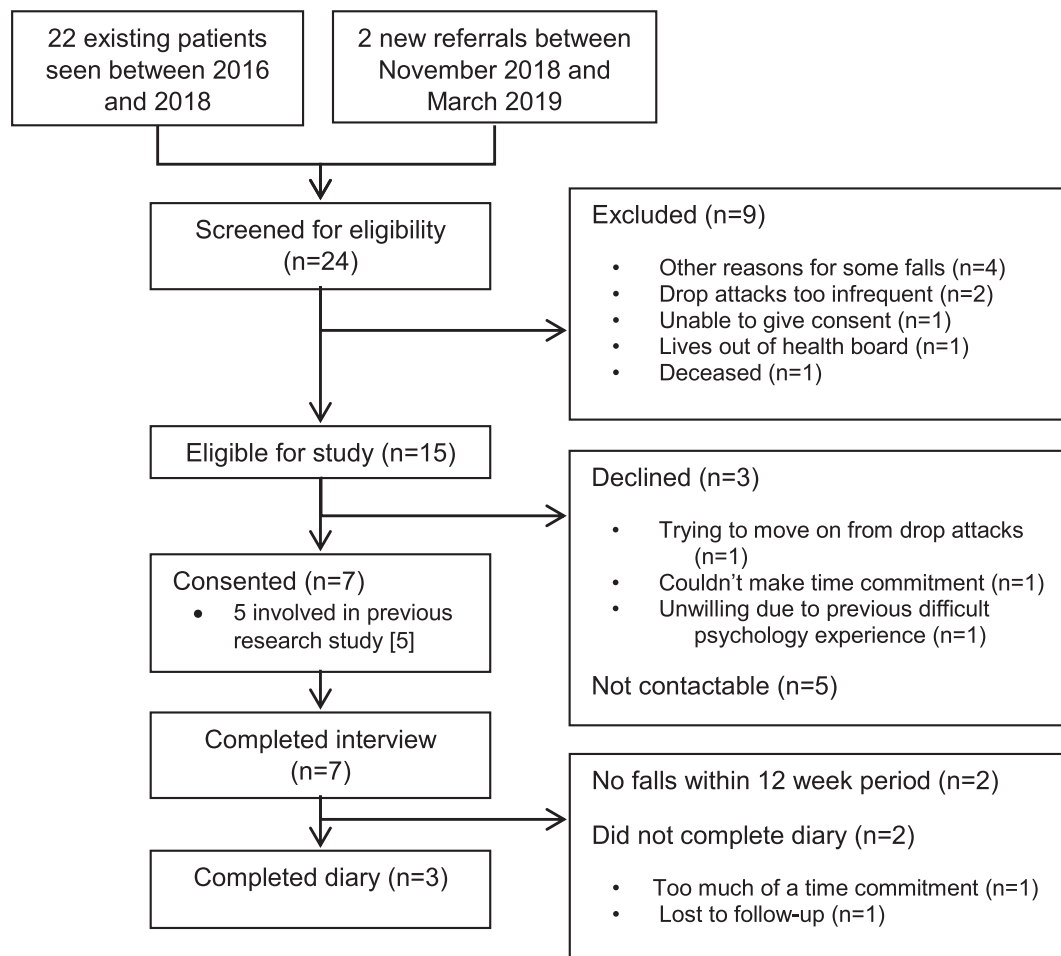 22 existing patients
seen between 2016
and 2018
2 new referrals between
November 2018 and
March 2019
Screened for eligibility
(n=24)
Excluded (n=9)
• Other reasons for some falls (n=4)
• Drop attacks too infrequent (n=2)
• Unable to give consent (n=1)
• Lives out of health board (n=1)
• Deceased (n=1)
Eligible for study (n=15)
Declined (n=3)
• Trying to move on from drop attacks
(n=1)
• Couldn’t make time commitment (n=1)
• Unwilling due to previous difficult
psychology experience (n=1)
Not contactable (n=5)
Consented (n=7)
• 5 involved in previous
research study [5]
Completed interview
(n=7)
No falls within 12 week period (n=2)
Did not complete diary (n=2)
• Too much of a time commitment (n=1)
• Lost to follow-up (n=1)
Completed diary (n=3)